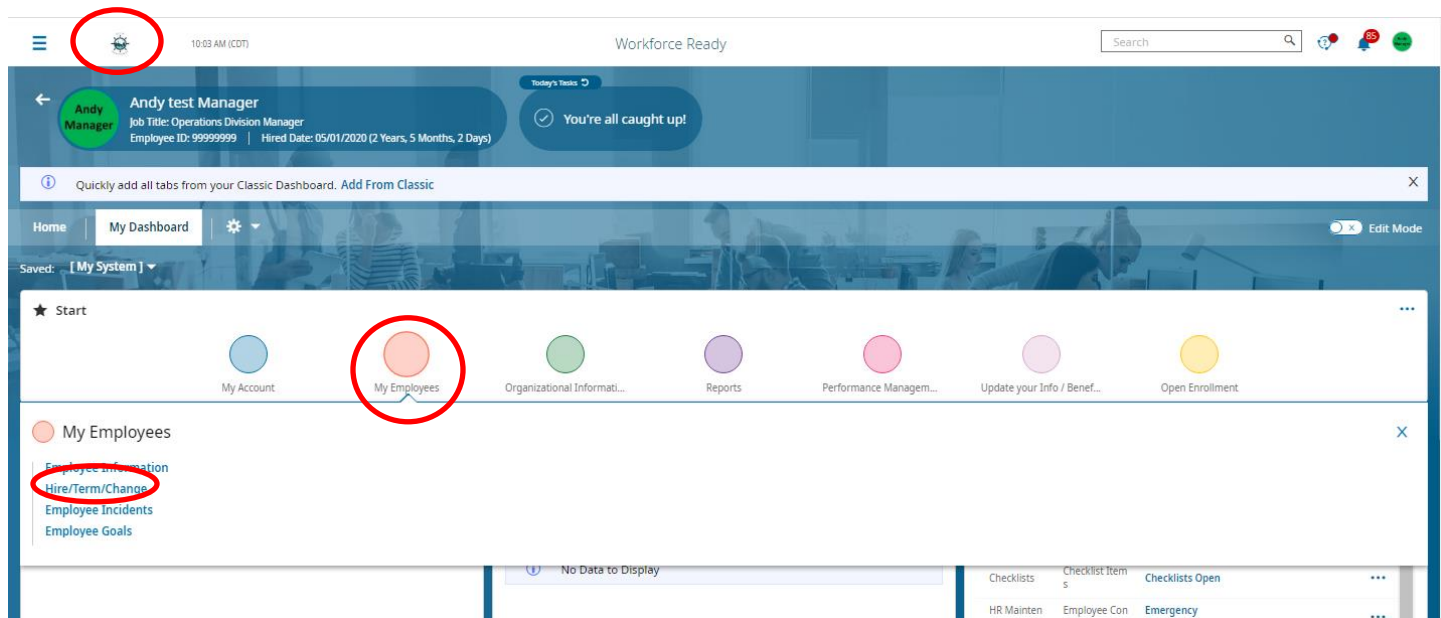 10:03 AM (CDT)
Workforce Ready
Search
85
Andy Manager
Andy test Manager
Job Title: Operations Division Manager
Employee ID: 99999999 | Hired Date: 05/01/2020 (2 Years, 5 Months, 2 Days)
Today's Tasks
You're all caught up!
Quickly add all tabs from your Classic Dashboard. Add From Classic
X
Home
My Dashboard
Edit Mode
Saved: [ My System ]
Start
My Account
My Employees
Organizational Informati...
Reports
Performance Managem...
Update your Info / Benef...
Open Enrollment
My Employees
X
Employee Information
Hire/Term/Change
Employee Incidents
Employee Goals
No Data to Display
Checklists
Checklist Item
s
Checklists Open
HR Mainten
Employee Con
Emergency